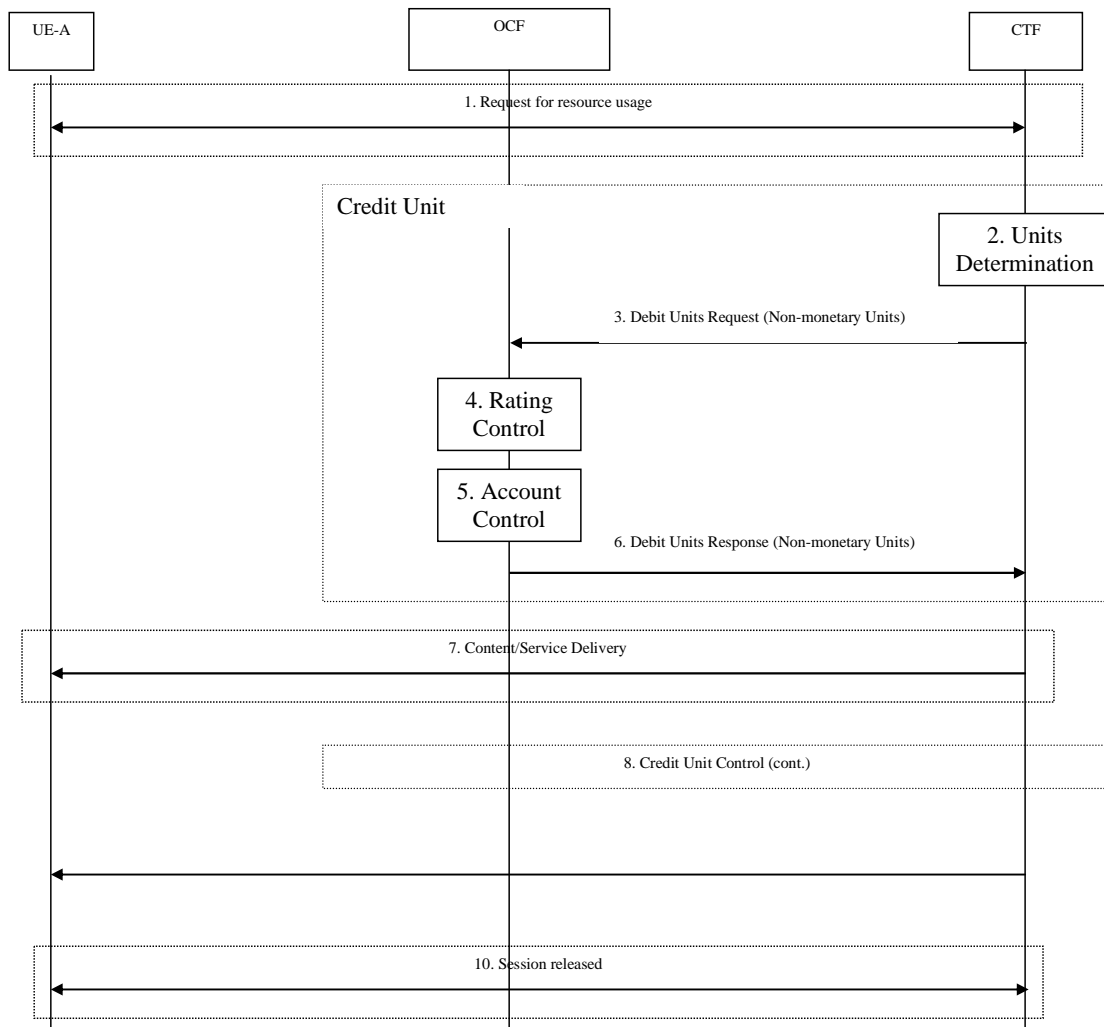 UE-A
OCF
CTF
1. Request for resource usage
Credit Unit
2. Units
Determination
3. Debit Units Request (Non-monetary Units)
4. Rating
Control
5. Account
Control
6. Debit Units Response (Non-monetary Units)
7. Content/Service Delivery
8. Credit Unit Control (cont.)
10. Session released